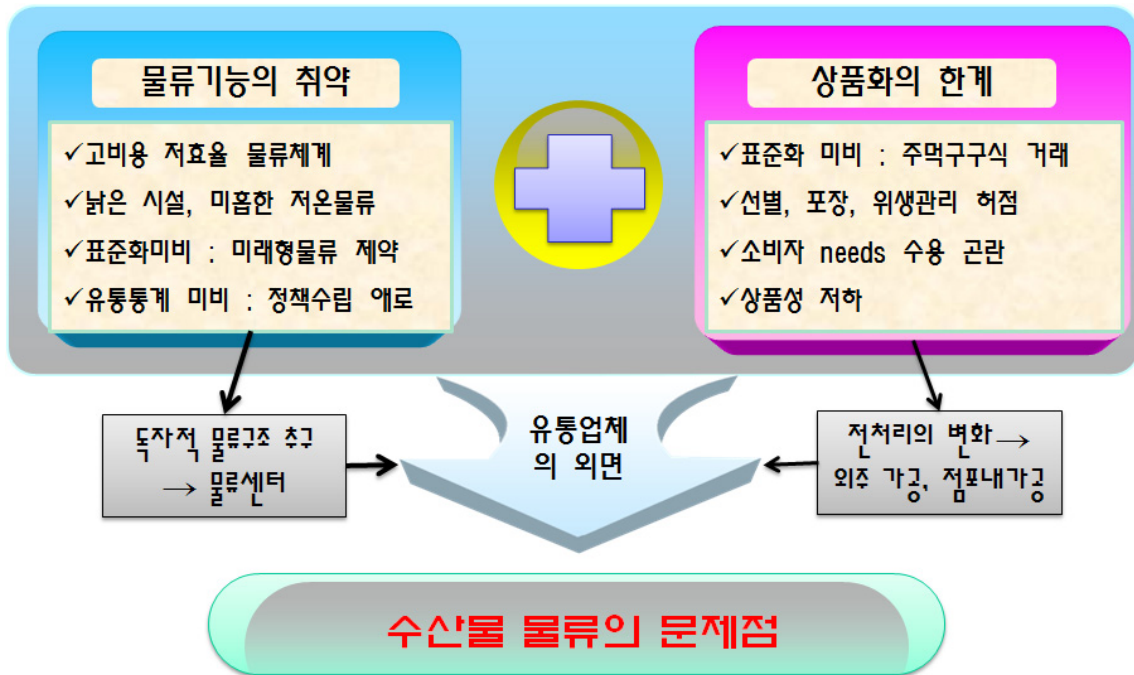 물류기능의 취약
✓고비용 저효율 물류체계
✓낡은 시설, 미흡한 저온물류
✓표준화미비 : 미래형물류 제약
✓유통통계 미비 : 정책수립 애로
상품화의 한계
✓표준화 미비 : 주먹구구식 거래
✓선별, 포장, 위생관리 허점
✓소비자 needs 수용 곤란
✓상품성 저하
독자적 물류구조 추구
→ 물류센터
유통업체
의 외면
전처리의 변화→
외주 가공, 점포내가공
수산물 물류의 문제점